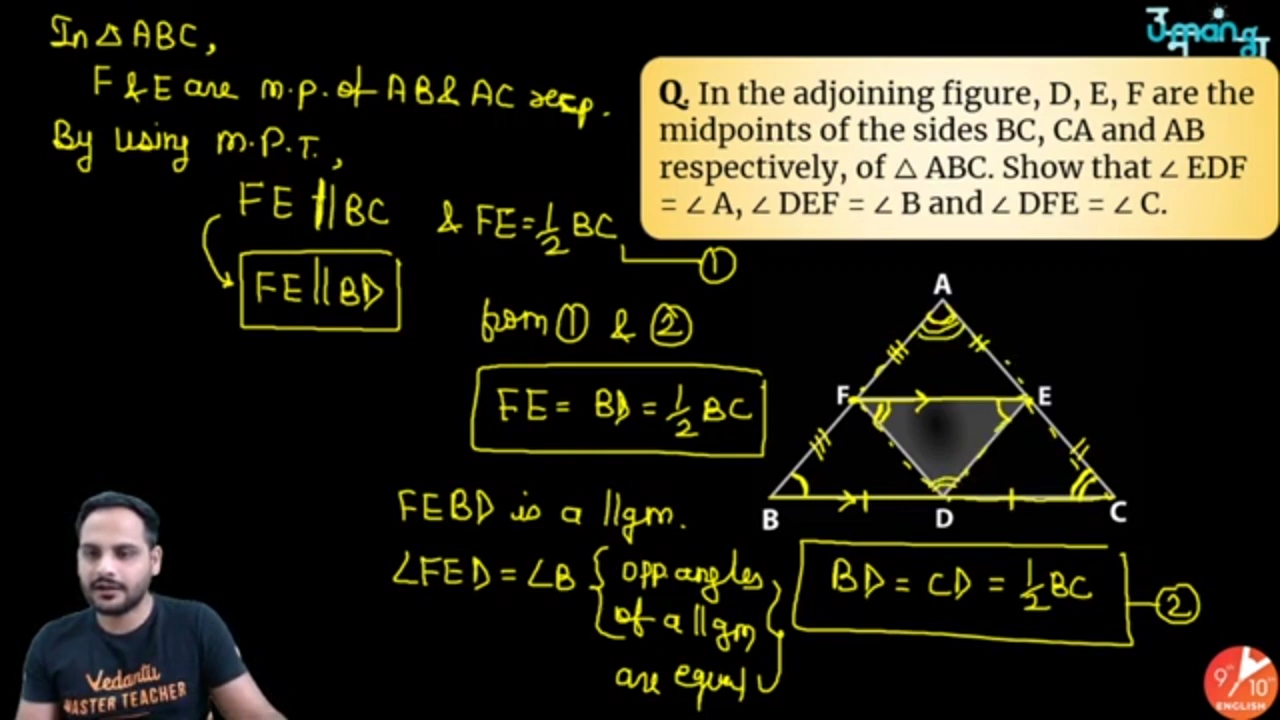 In △ ABC,
F & E are m.p. of AB & AC resp.
By using M.P.T.,
FE || BC & FE = 1/2 BC ①
FE || BD
from ① & ②
FE = BD = 1/2 BC
FEBD is a ||gm.
∠FED = ∠B { opp. angles
of a ||gm
are equal }
उmang
Q. In the adjoining figure, D, E, F are the
midpoints of the sides BC, CA and AB
respectively, of △ ABC. Show that ∠ EDF
= ∠ A, ∠ DEF = ∠ B and ∠ DFE = ∠ C.
A
F E
B D C
BD = CD = 1/2 BC ②
Vedantu
MASTER TEACHER
9th 10th
ENGLISH